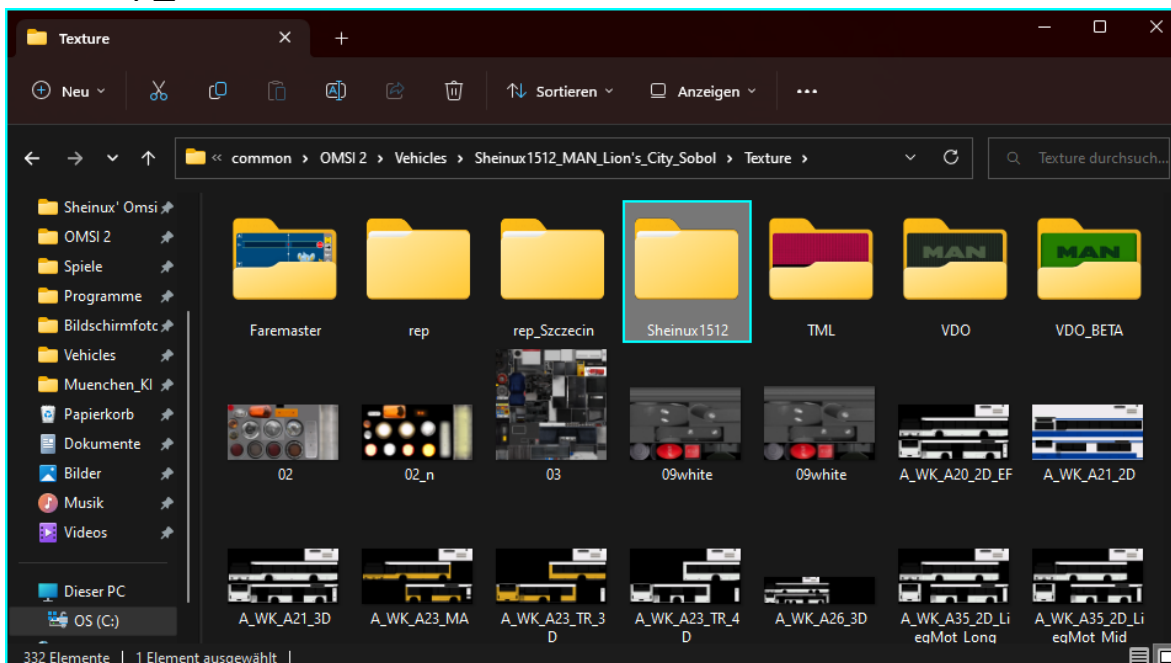 Texture
Neu
Sortieren
Anzeigen
« common › OMSI 2 › Vehicles › Sheinux1512_MAN_Lion's_City_Sobol › Texture ›
Texture durchsuch...
Sheinux' Omsi
OMSI 2
Spiele
Programme
Bildschirmfotc
Vehicles
Muenchen_Kl
Papierkorb
Dokumente
Bilder
Musik
Videos
Dieser PC
OS (C:)
Faremaster
rep
rep_Szczecin
Sheinux1512
TML
MAN
VDO
MAN
VDO_BETA
02
02_n
03
09white
09white
A_WK_A20_2D_EF
A_WK_A21_2D
A_WK_A21_3D
A_WK_A23_MA
A_WK_A23_TR_3
D
A_WK_A23_TR_4
D
A_WK_A26_3D
A_WK_A35_2D_Li
egMot_Long
A_WK_A35_2D_Li
egMot_Mid
332 Elemente
1 Element ausgewählt